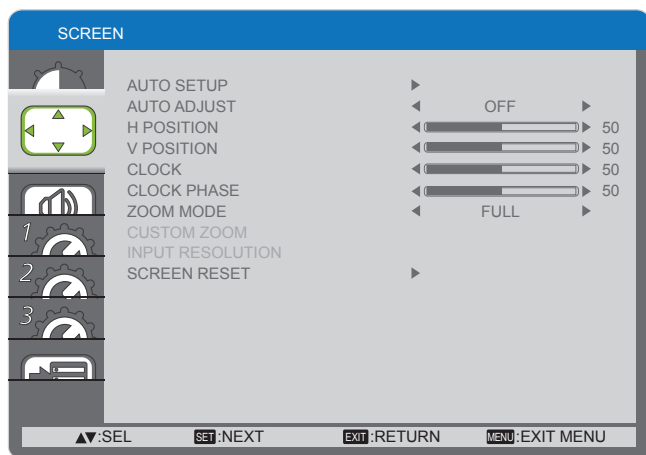 SCREEN
AUTO SETUP
AUTO ADJUST OFF
H POSITION 50
V POSITION 50
CLOCK 50
CLOCK PHASE 50
ZOOM MODE FULL
CUSTOM ZOOM
INPUT RESOLUTION
SCREEN RESET
1
2
3
▲▼:SEL SET:NEXT EXIT:RETURN MENU:EXIT MENU